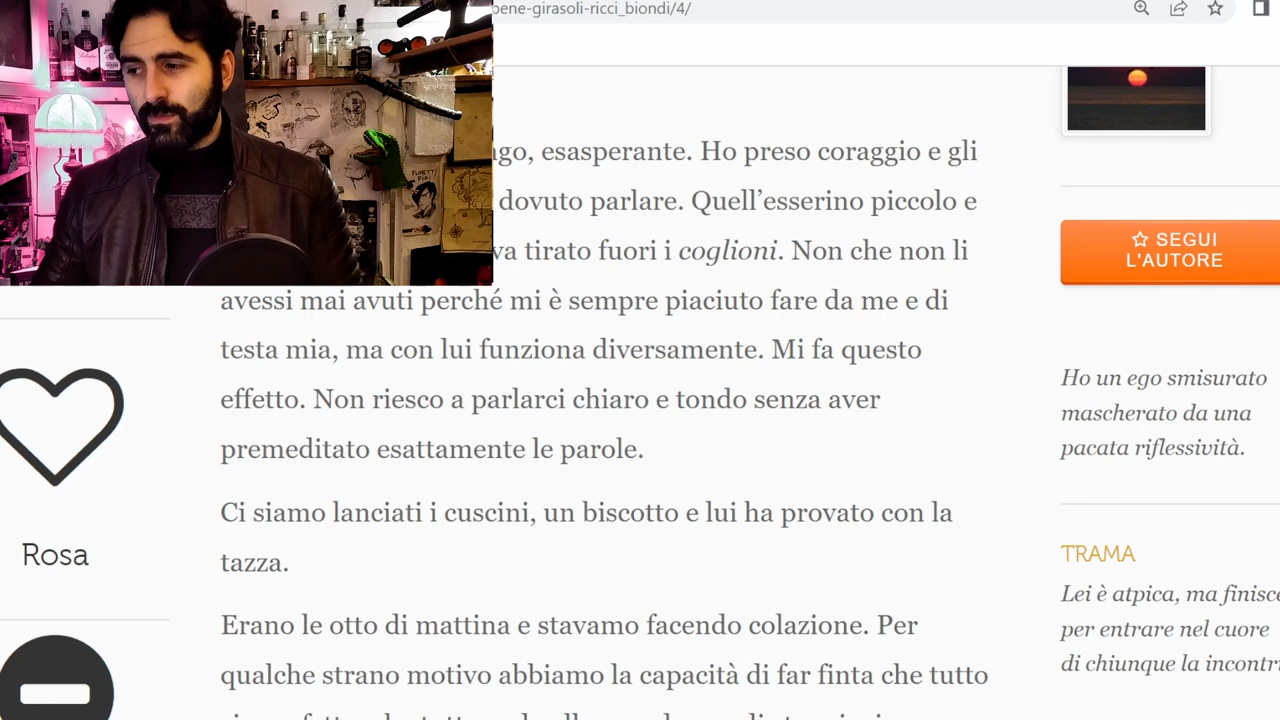 ene-girasoli-ricci_biondi/4/
go, esasperante. Ho preso coraggio e gli
dovuto parlare. Quell’esserino piccolo e
va tirato fuori i coglioni. Non che non li
avessi mai avuti perché mi è sempre piaciuto fare da me e di
testa mia, ma con lui funziona diversamente. Mi fa questo
effetto. Non riesco a parlarci chiaro e tondo senza aver
premeditato esattamente le parole.
Ci siamo lanciati i cuscini, un biscotto e lui ha provato con la
tazza.
Erano le otto di mattina e stavamo facendo colazione. Per
qualche strano motivo abbiamo la capacità di far finta che tutto
Rosa
SEGUI
L'AUTORE
Ho un ego smisurato
mascherato da una
pacata riflessività.
TRAMA
Lei è atpica, ma finisce
per entrare nel cuore
di chiunque la incontri
FUMETTI